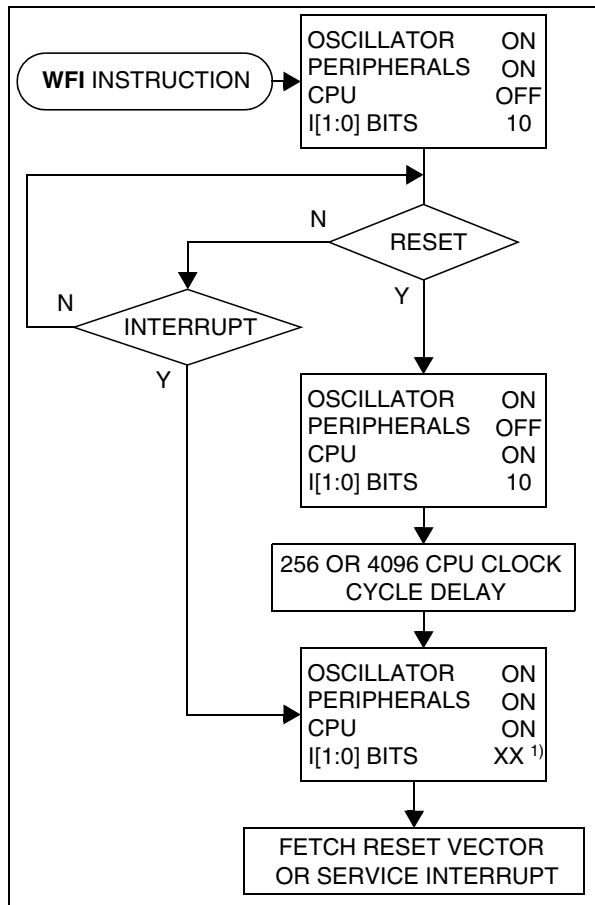 WFI INSTRUCTION
OSCILLATOR ON
PERIPHERALS ON
CPU OFF
I[1:0] BITS 10
RESET
N
Y
INTERRUPT
N
Y
OSCILLATOR ON
PERIPHERALS OFF
CPU ON
I[1:0] BITS 10
256 OR 4096 CPU CLOCK
CYCLE DELAY
OSCILLATOR ON
PERIPHERALS ON
CPU ON
I[1:0] BITS XX 1)
FETCH RESET VECTOR
OR SERVICE INTERRUPT